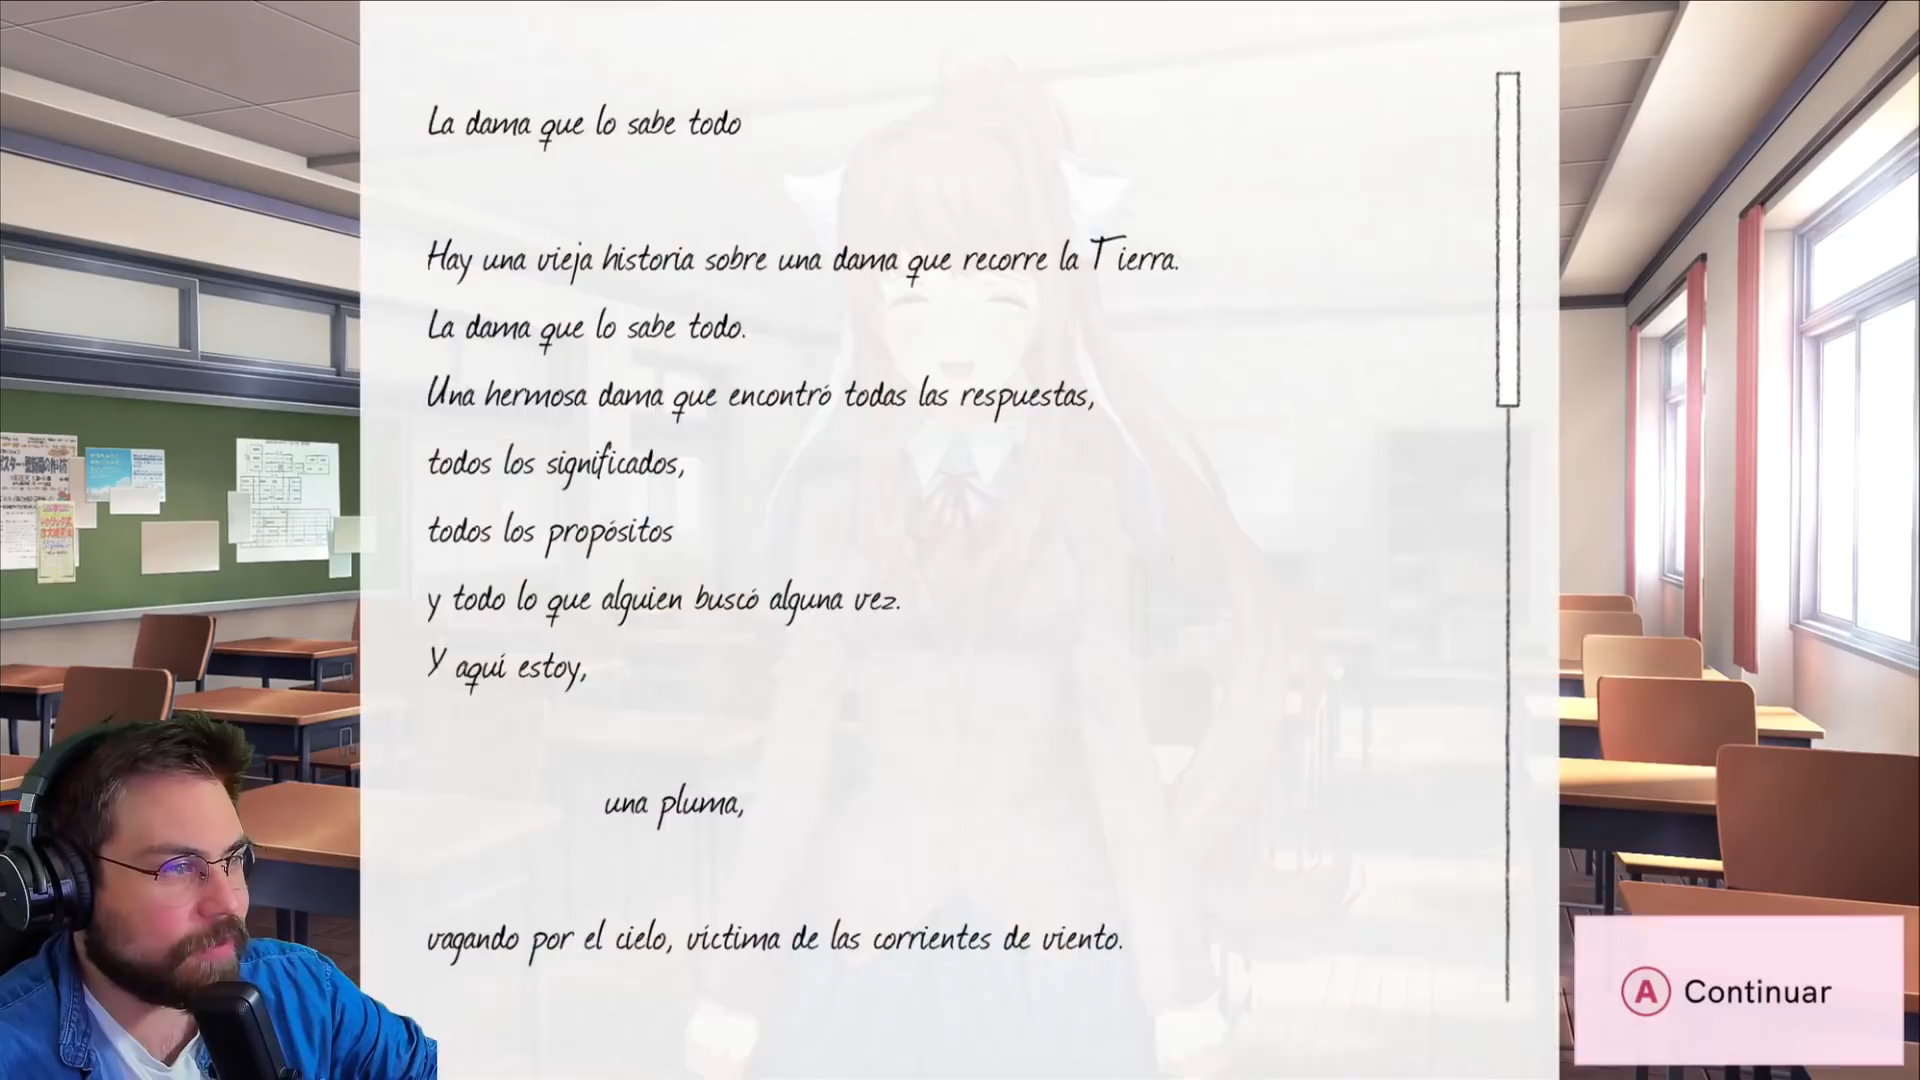 La dama que lo sabe todo
Hay una vieja historia sobre una dama que recorre la Tierra.
La dama que lo sabe todo.
Una hermosa dama que encontró todas las respuestas,
todos los significados,
todos los propósitos
y todo lo que alguien buscó alguna vez.
Y aquí estoy,
una pluma,
vagando por el cielo, víctima de las corrientes de viento.
A Continuar